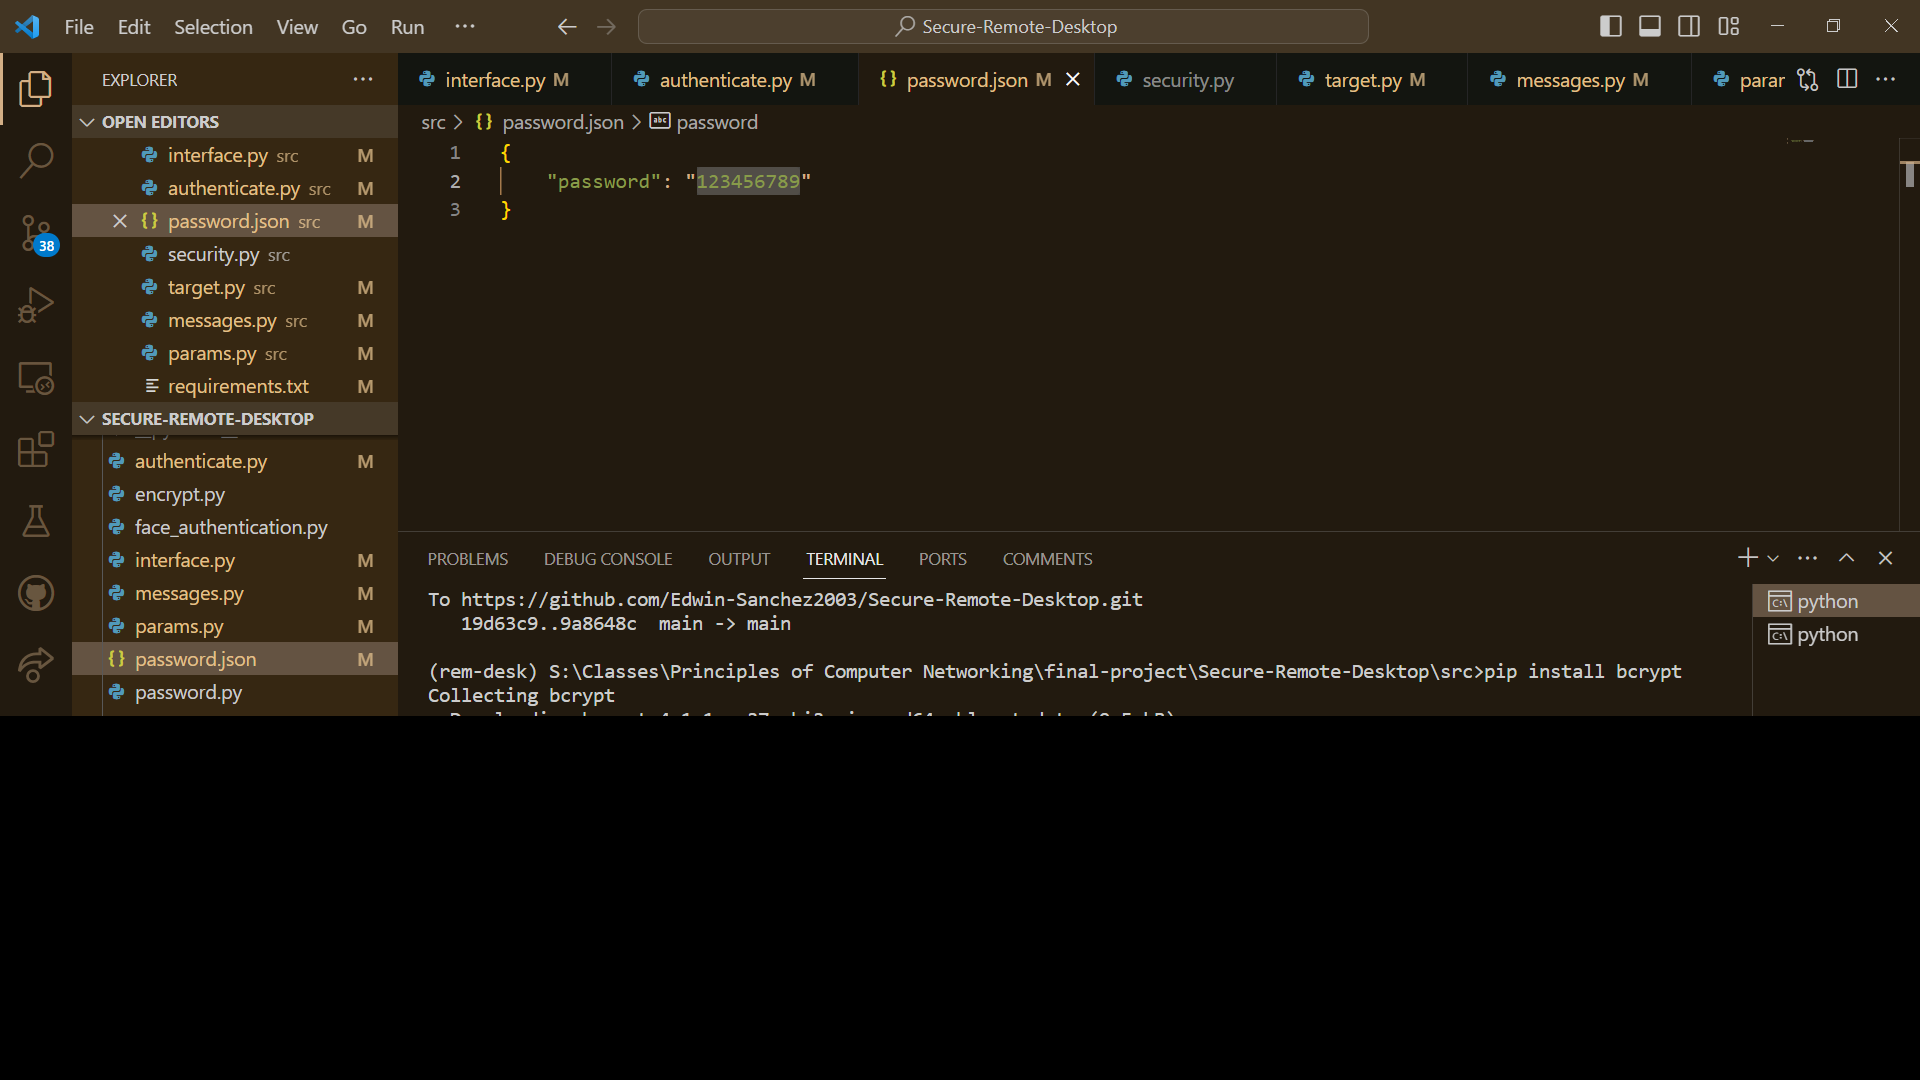 File Edit Selection View Go Run ··· Secure-Remote-Desktop
EXPLORER ···
OPEN EDITORS
interface.py src M
authenticate.py src M
password.json src M
security.py src
target.py src M
messages.py src M
params.py src M
requirements.txt M
SECURE-REMOTE-DESKTOP
authenticate.py M
encrypt.py
face_authentication.py
interface.py M
messages.py M
params.py M
password.json M
password.py
38
interface.py M authenticate.py M password.json M security.py target.py M messages.py M parar
src > {} password.json > abc password
1 {
2 "password": "123456789"
3 }
PROBLEMS DEBUG CONSOLE OUTPUT TERMINAL PORTS COMMENTS
To https://github.com/Edwin-Sanchez2003/Secure-Remote-Desktop.git
19d63c9..9a8648c main -> main
(rem-desk) S:\Classes\Principles of Computer Networking\final-project\Secure-Remote-Desktop\src>pip install bcrypt
Collecting bcrypt
python
python